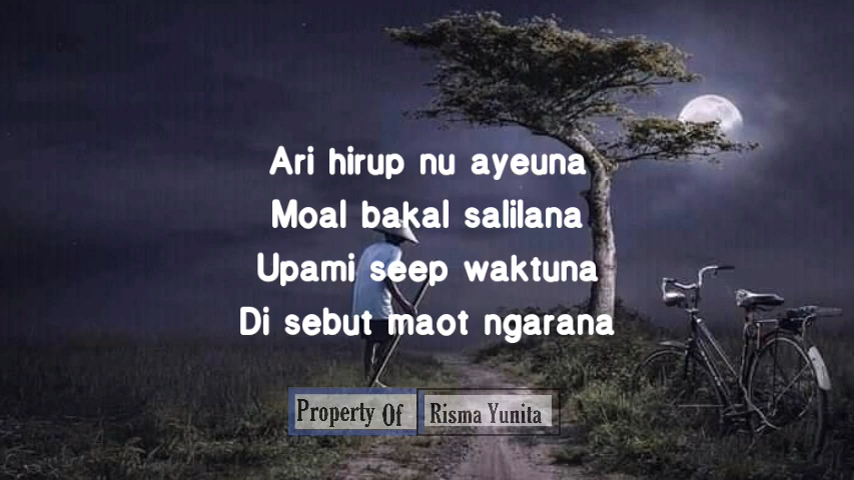 Ari hirup nu ayeuna
Moal bakal salilana
Upami seep waktuna
Di sebut maot ngarana
Property Of Risma Yunita